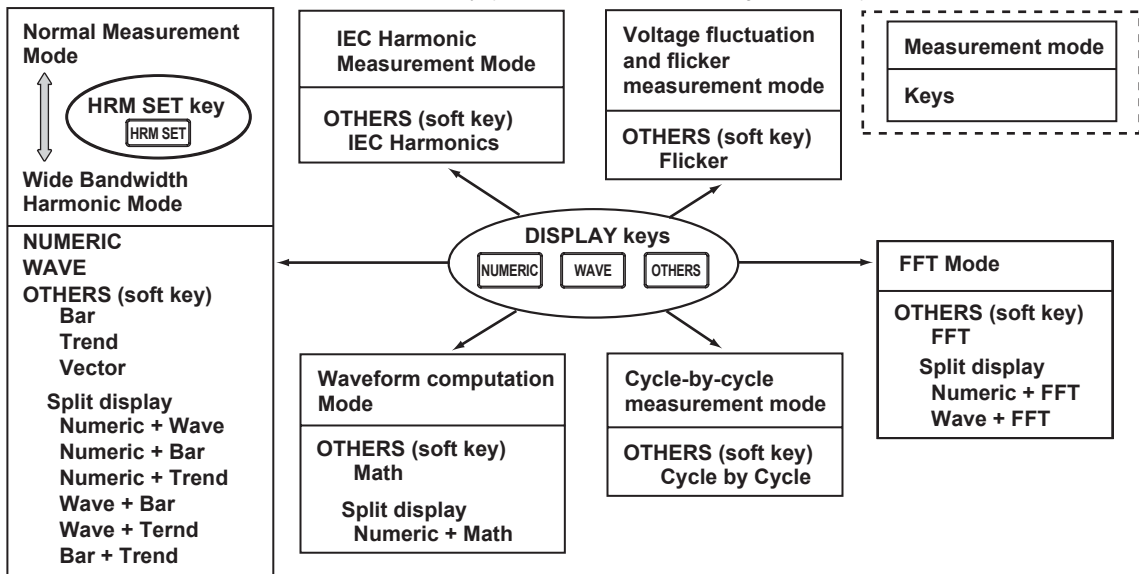 Normal Measurement
Mode
HRM SET key
HRM SET
Wide Bandwidth
Harmonic Mode
NUMERIC
WAVE
OTHERS (soft key)
Bar
Trend
Vector
Split display
Numeric + Wave
Numeric + Bar
Numeric + Trend
Wave + Bar
Wave + Ternd
Bar + Trend
IEC Harmonic
Measurement Mode
OTHERS (soft key)
IEC Harmonics
Voltage fluctuation
and flicker
measurement mode
OTHERS (soft key)
Flicker
Measurement mode
Keys
DISPLAY keys
NUMERIC
WAVE
OTHERS
Waveform computation
Mode
OTHERS (soft key)
Math
Split display
Numeric + Math
Cycle-by-cycle
measurement mode
OTHERS (soft key)
Cycle by Cycle
FFT Mode
OTHERS (soft key)
FFT
Split display
Numeric + FFT
Wave + FFT